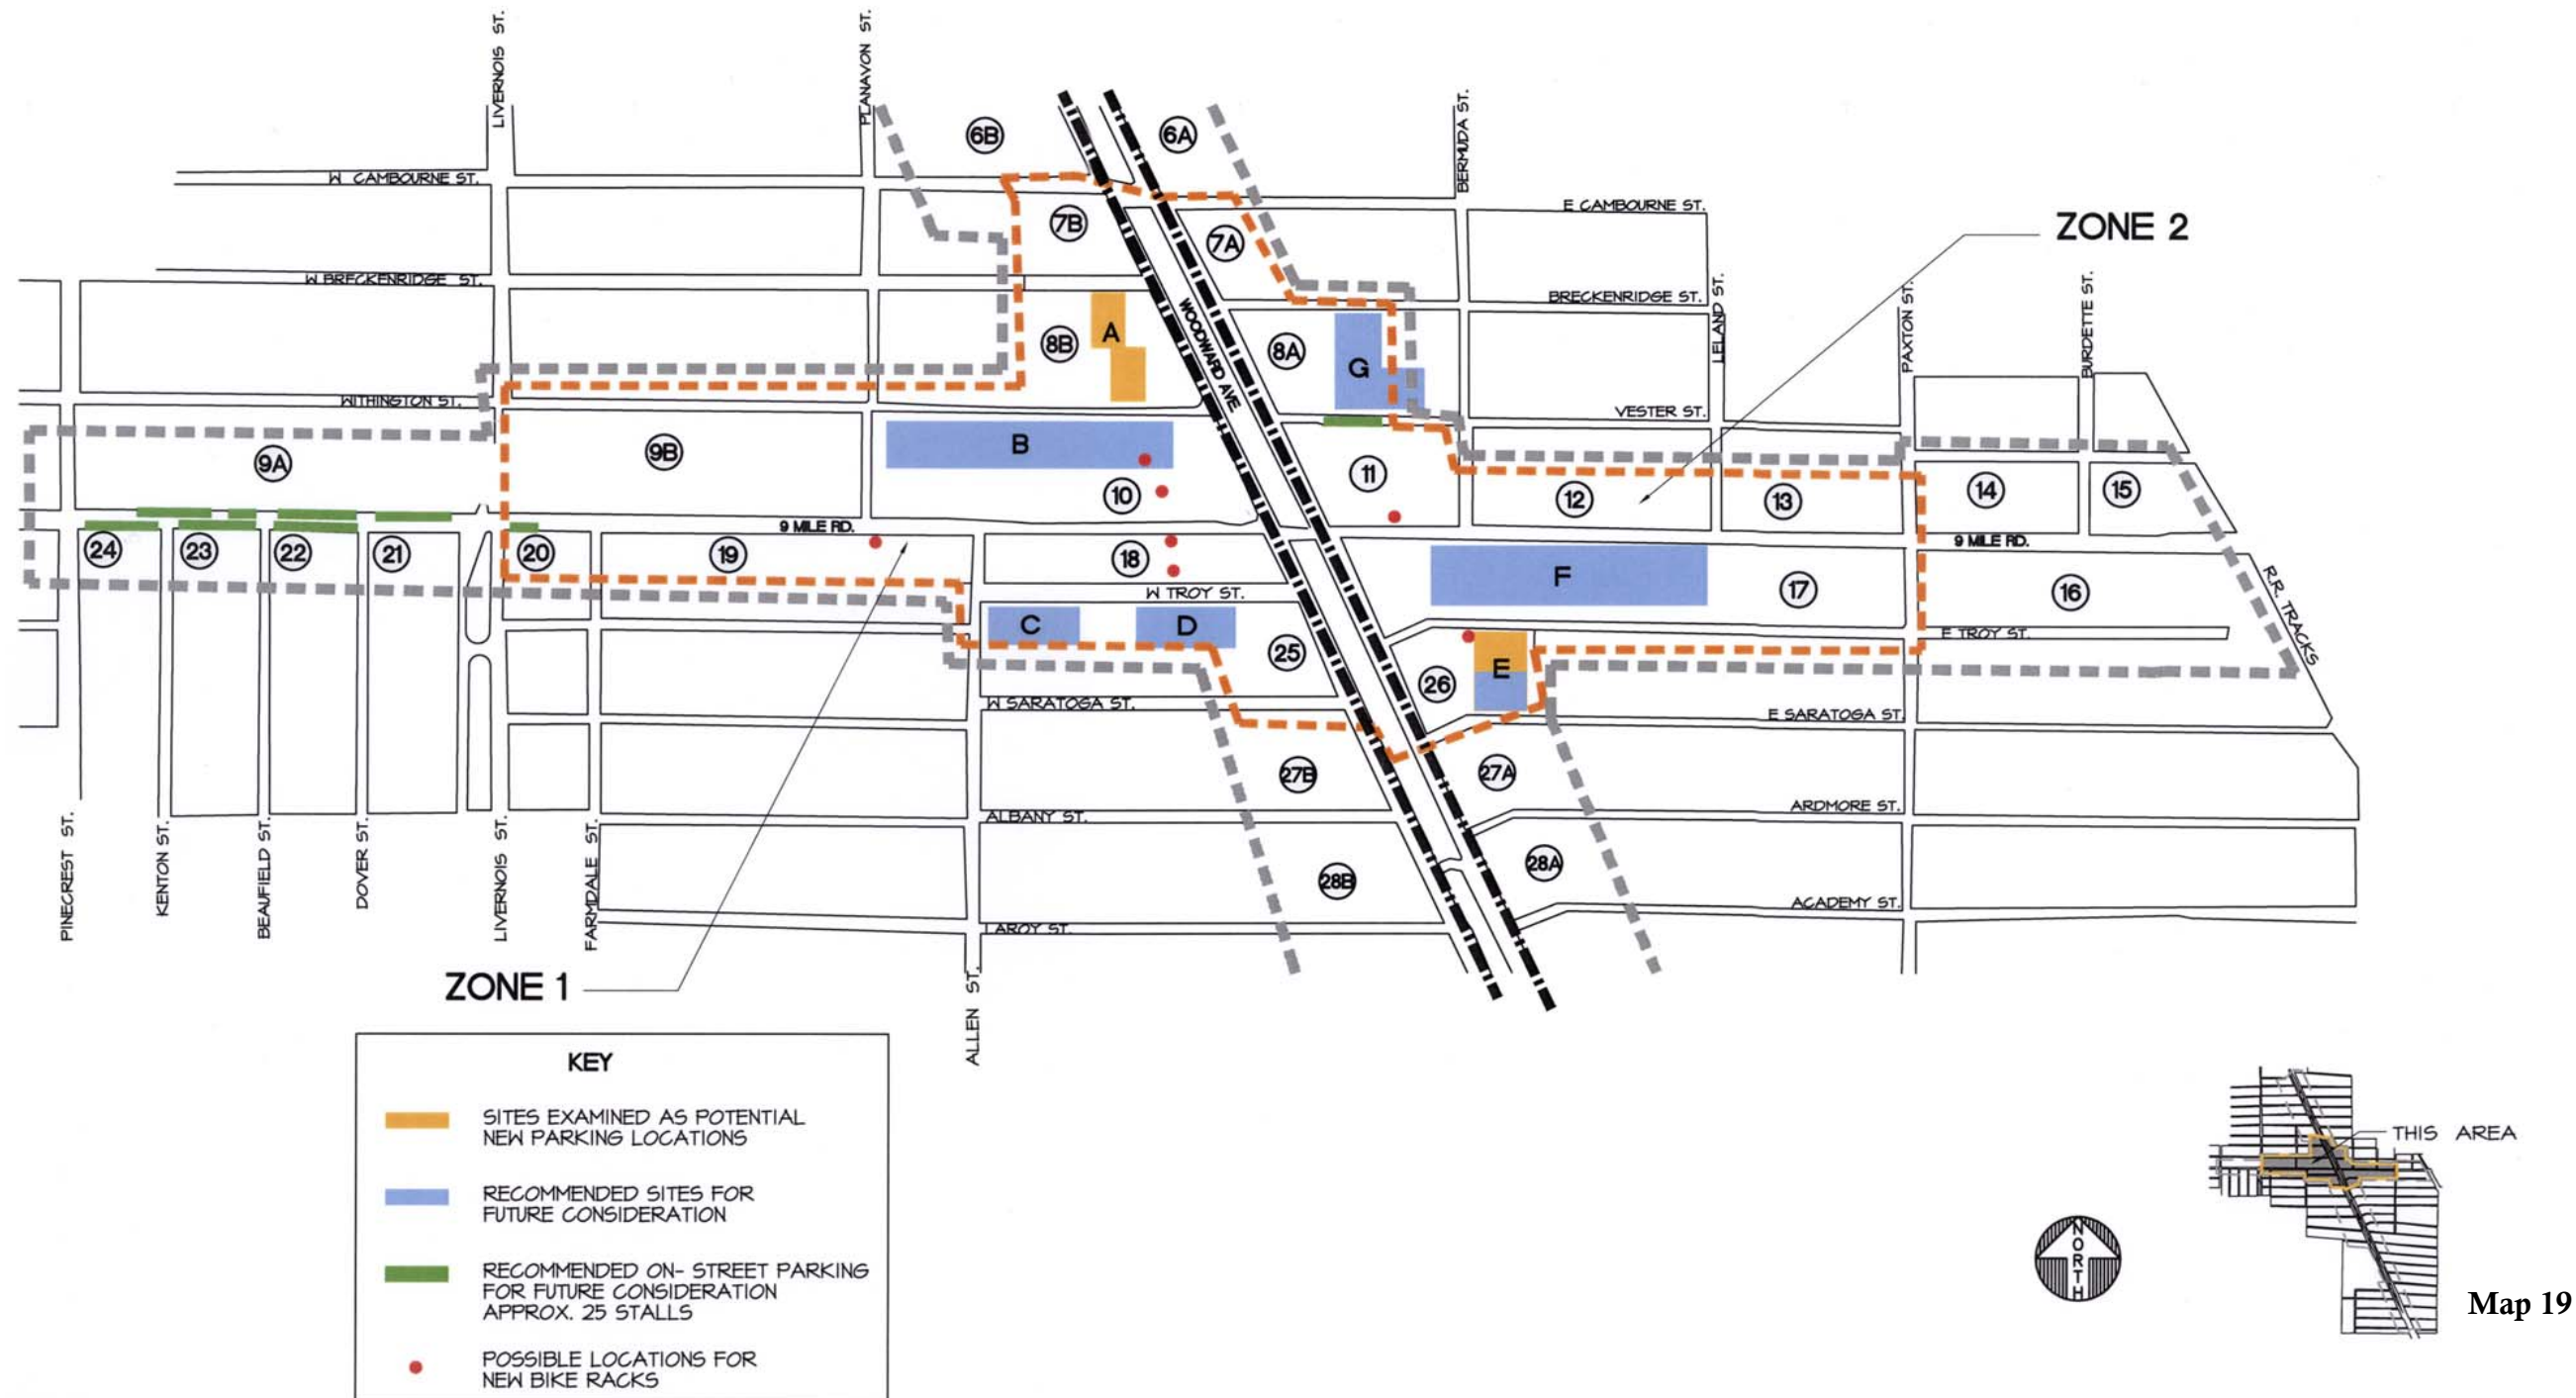 LIVERNOIS ST.
PLANAVON ST.
BERMUDA ST.
6B
6A
W CAMBOURNE ST.
E CAMBOURNE ST.
7B
7A
ZONE 2
W BRECKENRIDGE ST.
BRECKENRIDGE ST.
LELAND ST.
PAXTON ST.
BURDETTE ST.
WOODWARD AVE
8B
A
8A
G
WITHINGTON ST.
VESTER ST.
9A
9B
B
10
11
12
13
14
15
9 MILE RD.
9 MILE RD.
24
23
22
21
20
19
18
F
17
16
R.R. TRACKS
W TROY ST.
E TROY ST.
C
D
25
26
E
W SARATOGA ST.
E SARATOGA ST.
27B
27A
ALBANY ST.
ARDMORE ST.
28B
28A
LAROY ST.
ACADEMY ST.
PINECREST ST.
KENTON ST.
BEAUFIELD ST.
DOVER ST.
LIVERNOIS ST.
FARMDALE ST.
ALLEN ST.
ZONE 1
KEY
SITES EXAMINED AS POTENTIAL
NEW PARKING LOCATIONS
RECOMMENDED SITES FOR
FUTURE CONSIDERATION
RECOMMENDED ON- STREET PARKING
FOR FUTURE CONSIDERATION
APPROX. 25 STALLS
POSSIBLE LOCATIONS FOR
NEW BIKE RACKS
THIS AREA
NORTH
Map 19